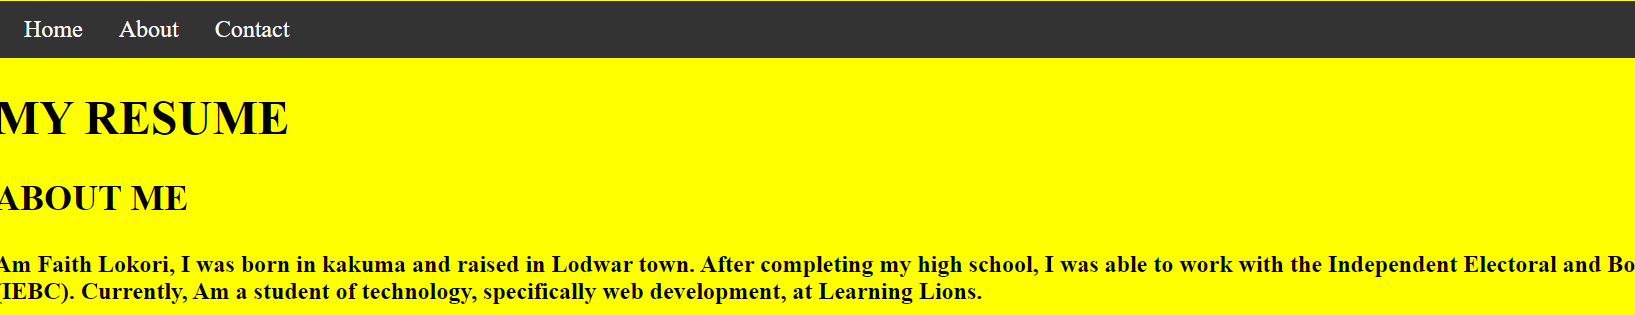 Home About Contact
MY RESUME
ABOUT ME
Am Faith Lokori, I was born in kakuma and raised in Lodwar town. After completing my high school, I was able to work with the Independent Electoral and
(IEBC). Currently, Am a student of technology, specifically web development, at Learning Lions.